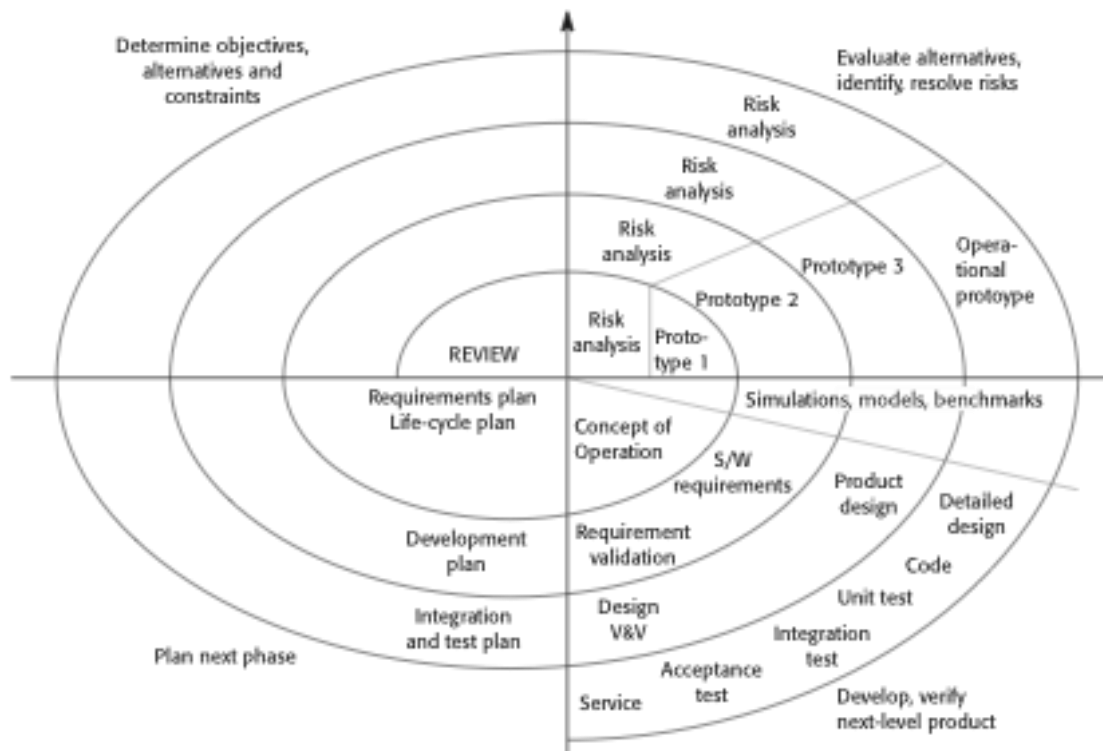 Determine objectives,
alternatives and
constraints
Evaluate alternatives,
identify, resolve risks
Risk
analysis
Risk
analysis
Risk
analysis
Risk
analysis
Proto-
type 1
Prototype 2
Prototype 3
Opera-
tional
protoype
REVIEW
Requirements plan
Life-cycle plan
Simulations, models, benchmarks
Concept of
Operation
S/W
requirements
Product
design
Detailed
design
Development
plan
Requirement
validation
Code
Unit test
Integration
and test plan
Design
V&V
Integration
test
Acceptance
test
Service
Plan next phase
Develop, verify
next-level product